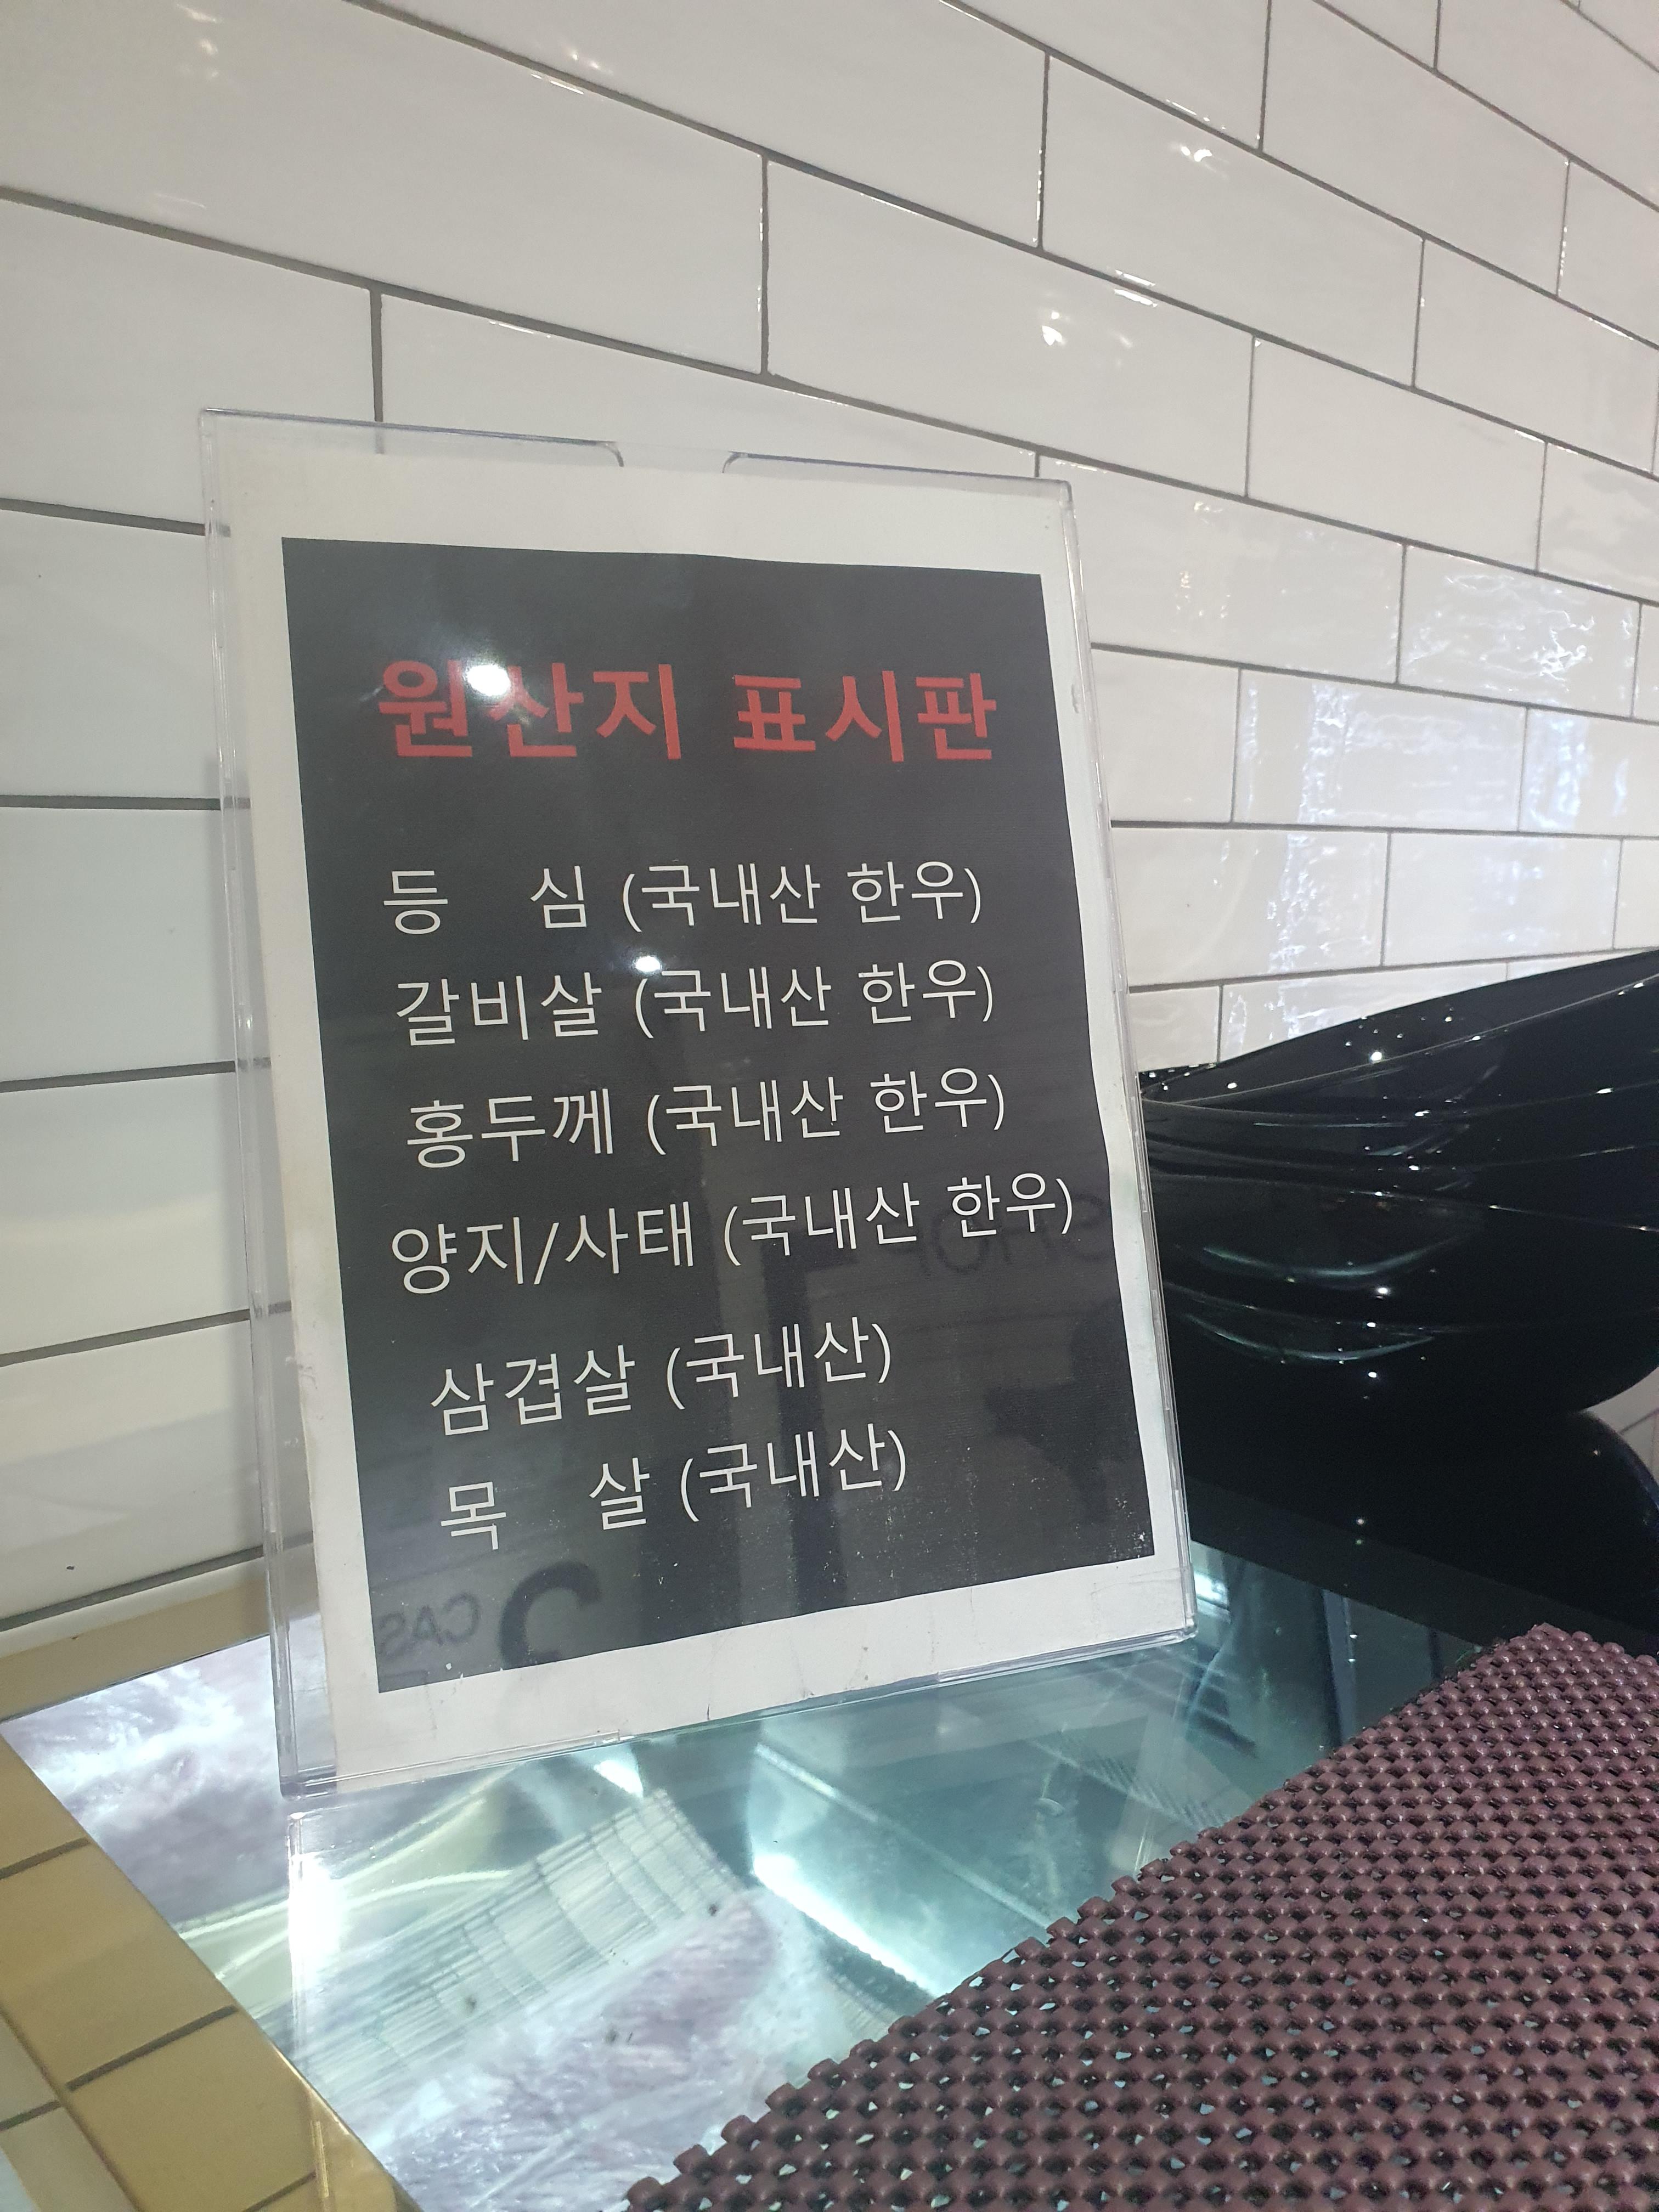 원산지 표시판
등 심 (국내산 한우)
갈비살 (국내산 한우)
홍두께 (국내산 한우)
양지/사태 (국내산 한우)
삼겹살 (국내산)
목 살 (국내산)
CAS